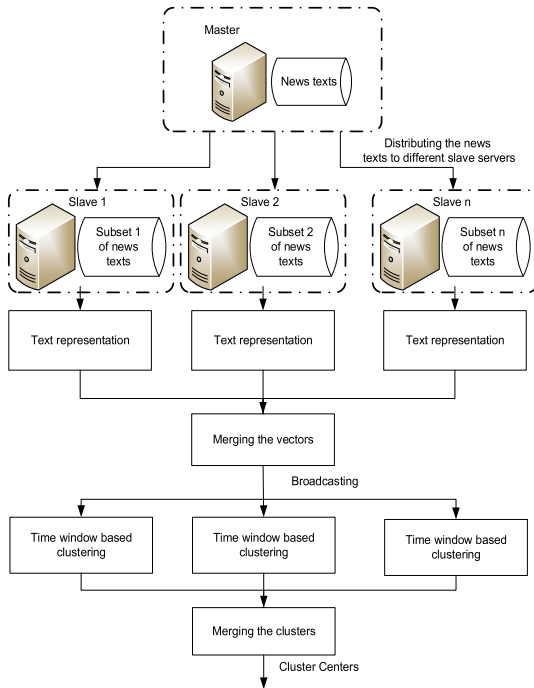 Master
News texts
Distributing the news
texts to different slave servers
Slave 1
Subset 1
of news
texts
Slave 2
Subset 2
of news
texts
Slave n
Subset n
of news
texts
Text representation
Text representation
Text representation
Merging the vectors
Broadcasting
Time window based
clustering
Time window based
clustering
Time window based
clustering
Merging the clusters
Cluster Centers